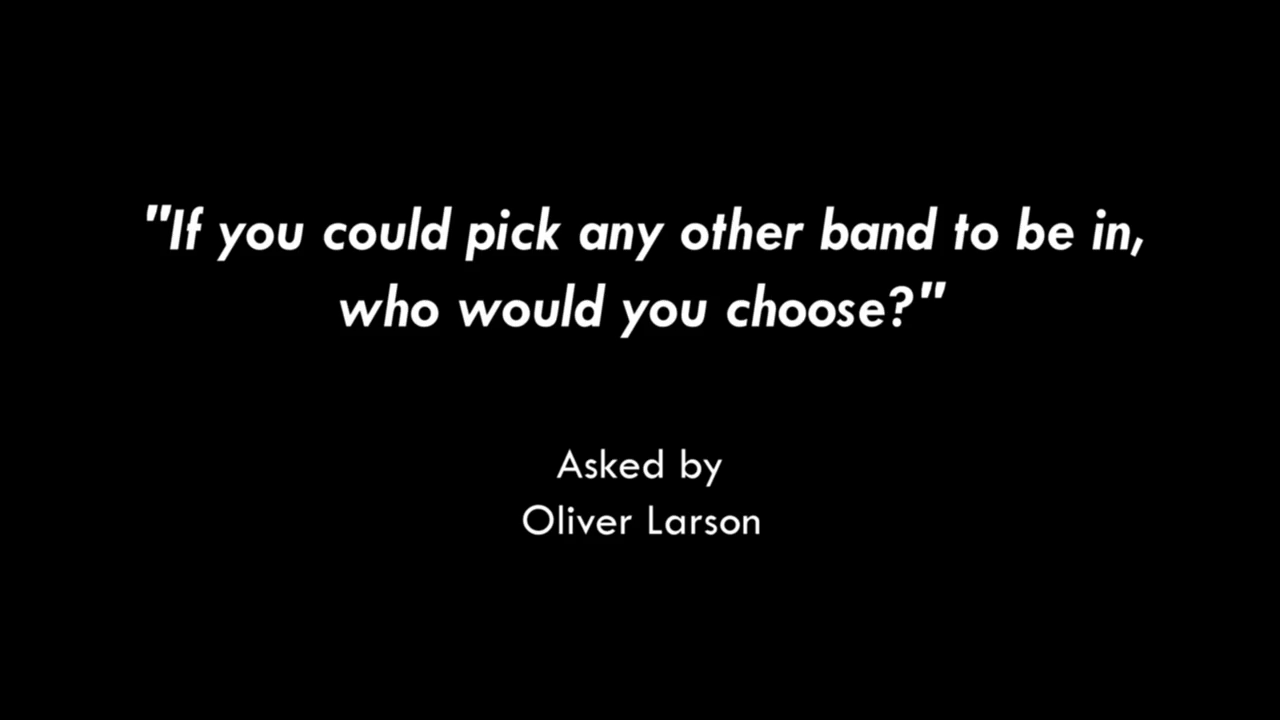 "If you could pick any other band to be in,
who would you choose?"
Asked by
Oliver Larson